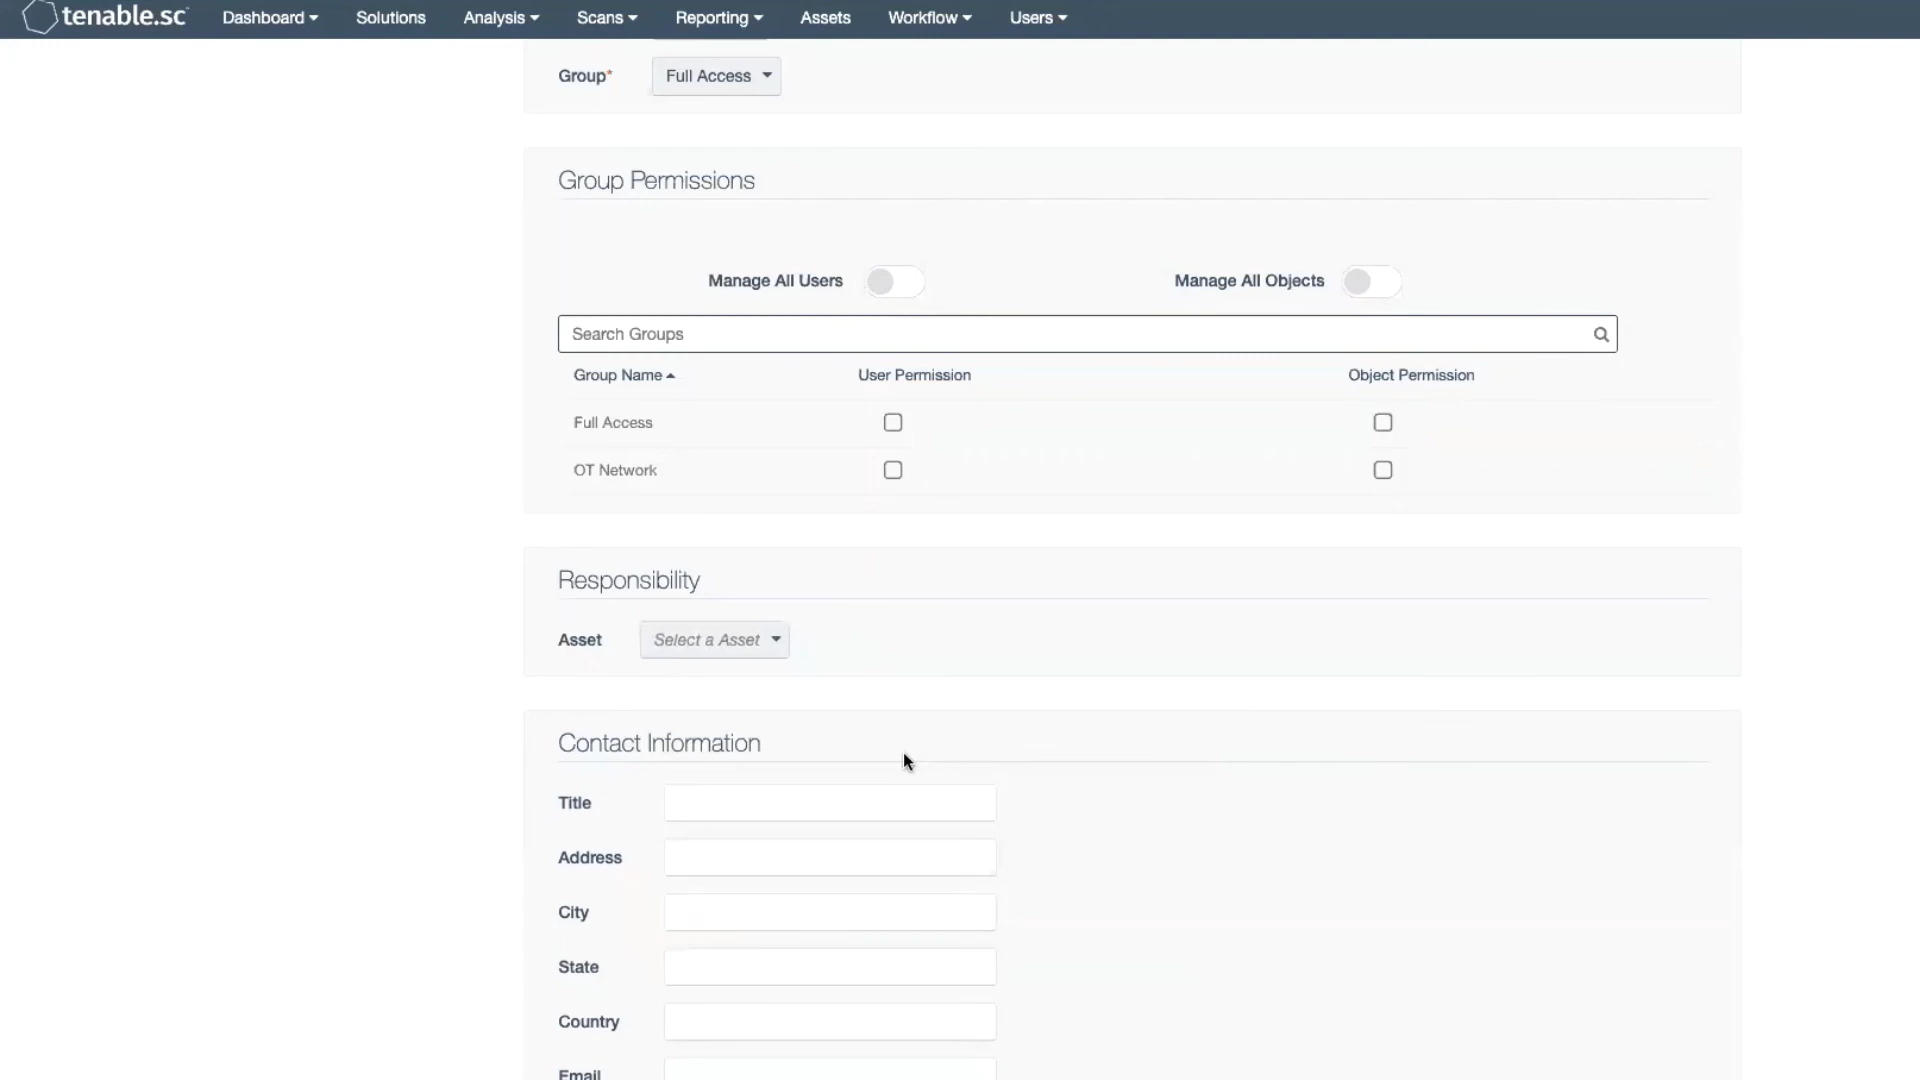 tenable.sc Dashboard Solutions Analysis Scans Reporting Assets Workflow Users
Group* Full Access
Group Permissions
Manage All Users Manage All Objects
Search Groups
Group Name User Permission Object Permission
Full Access
OT Network
Responsibility
Asset Select a Asset
Contact Information
Title
Address
City
State
Country
Email